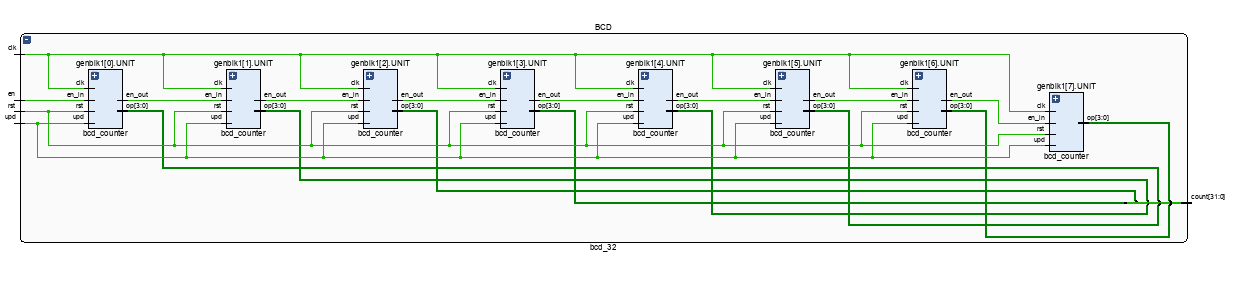 BCD
clk
en
rst
upd
genblk1[0].UNIT
clk
en_in
rst
upd
en_out
op[3:0]
bcd_counter
genblk1[1].UNIT
clk
en_in
rst
upd
en_out
op[3:0]
bcd_counter
genblk1[2].UNIT
clk
en_in
rst
upd
en_out
op[3:0]
bcd_counter
genblk1[3].UNIT
clk
en_in
rst
upd
en_out
op[3:0]
bcd_counter
genblk1[4].UNIT
clk
en_in
rst
upd
en_out
op[3:0]
bcd_counter
genblk1[5].UNIT
clk
en_in
rst
upd
en_out
op[3:0]
bcd_counter
genblk1[6].UNIT
clk
en_in
rst
upd
en_out
op[3:0]
bcd_counter
genblk1[7].UNIT
clk
en_in
rst
upd
op[3:0]
bcd_counter
count[31:0]
bcd_32